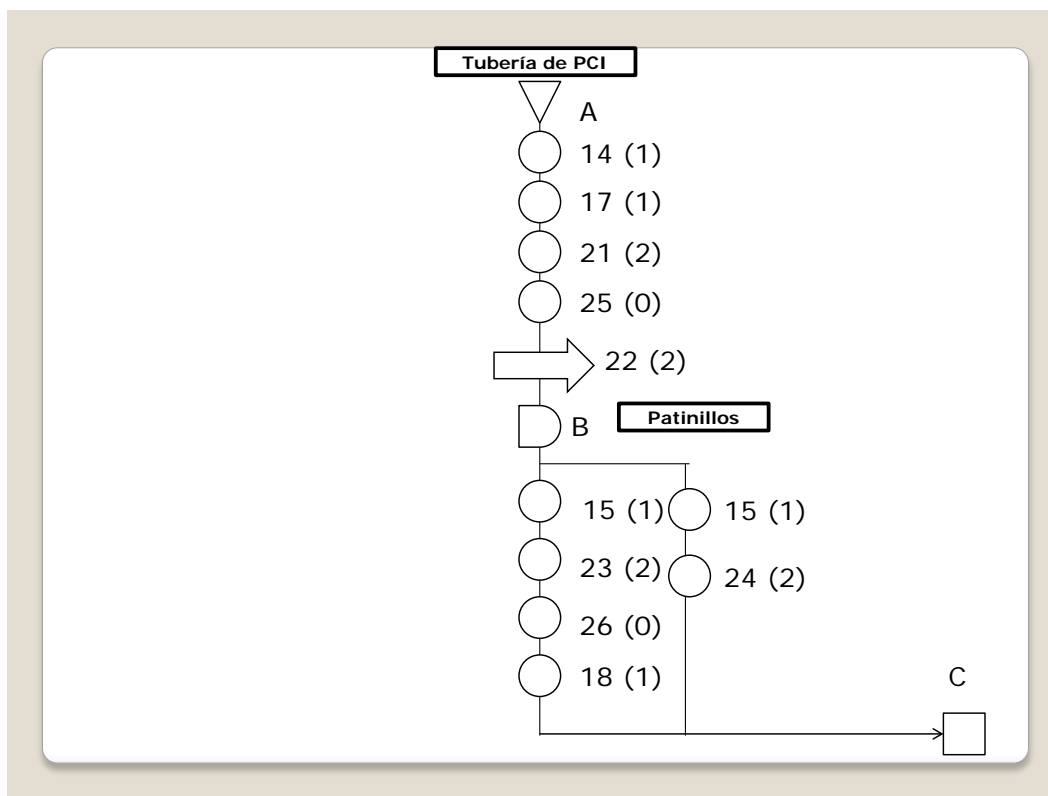 Tubería de PCI
A
14 (1)
17 (1)
21 (2)
25 (0)
22 (2)
B
Patinillos
15 (1)
15 (1)
23 (2)
24 (2)
26 (0)
18 (1)
C